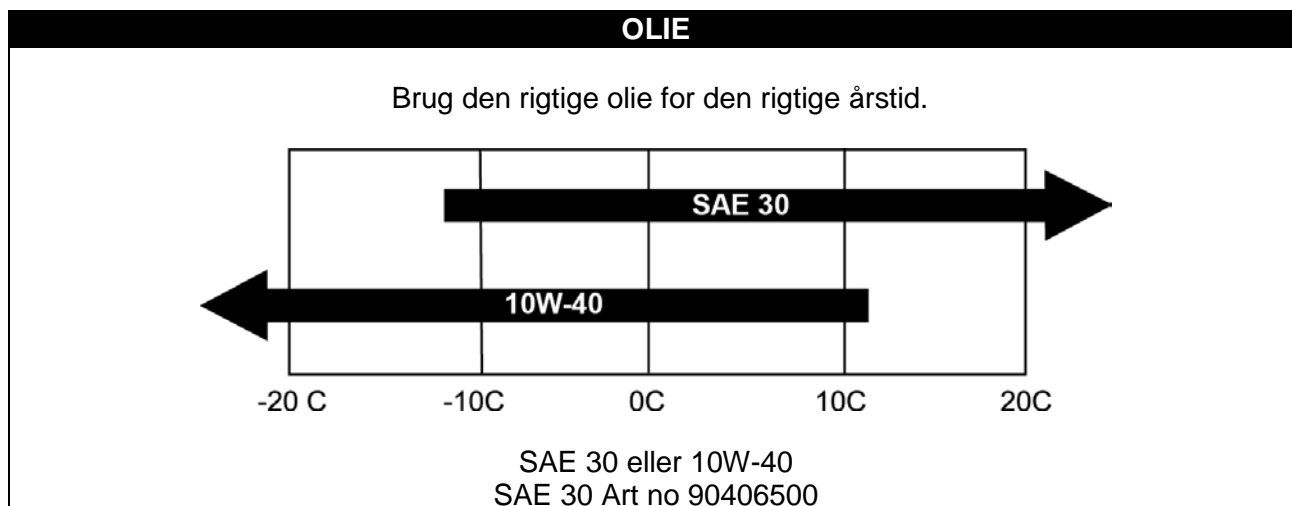 OLIE
Brug den rigtige olie for den rigtige årstid.
SAE 30
10W-40
-20 C -10C 0C 10C 20C
SAE 30 eller 10W-40
SAE 30 Art no 90406500